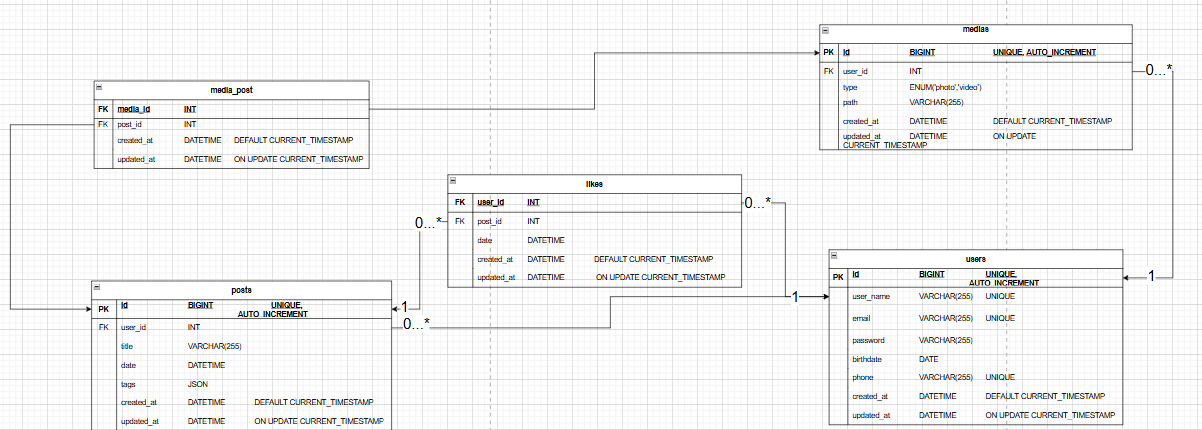 medias
PK id BIGINT UNIQUE, AUTO_INCREMENT
FK user_id INT
type ENUM('photo','video')
path VARCHAR(255)
created_at DATETIME DEFAULT CURRENT_TIMESTAMP
updated_at DATETIME ON UPDATE
CURRENT_TIMESTAMP
0...*
1
media_post
FK media_id INT
FK post_id INT
created_at DATETIME DEFAULT CURRENT_TIMESTAMP
updated_at DATETIME ON UPDATE CURRENT_TIMESTAMP
likes
FK user_id INT
FK post_id INT
date DATETIME
created_at DATETIME DEFAULT CURRENT_TIMESTAMP
updated_at DATETIME ON UPDATE CURRENT_TIMESTAMP
0...*
0...*
1
1
users
PK id BIGINT UNIQUE,
AUTO_INCREMENT
user_name VARCHAR(255) UNIQUE
email VARCHAR(255) UNIQUE
password VARCHAR(255)
birthdate DATE
phone VARCHAR(255) UNIQUE
created_at DATETIME DEFAULT CURRENT_TIMESTAMP
updated_at DATETIME ON UPDATE CURRENT_TIMESTAMP
posts
PK id BIGINT UNIQUE,
AUTO_INCREMENT
0...*
FK user_id INT
title VARCHAR(255)
date DATETIME
tags JSON
created_at DATETIME DEFAULT CURRENT_TIMESTAMP
updated_at DATETIME ON UPDATE CURRENT_TIMESTAMP